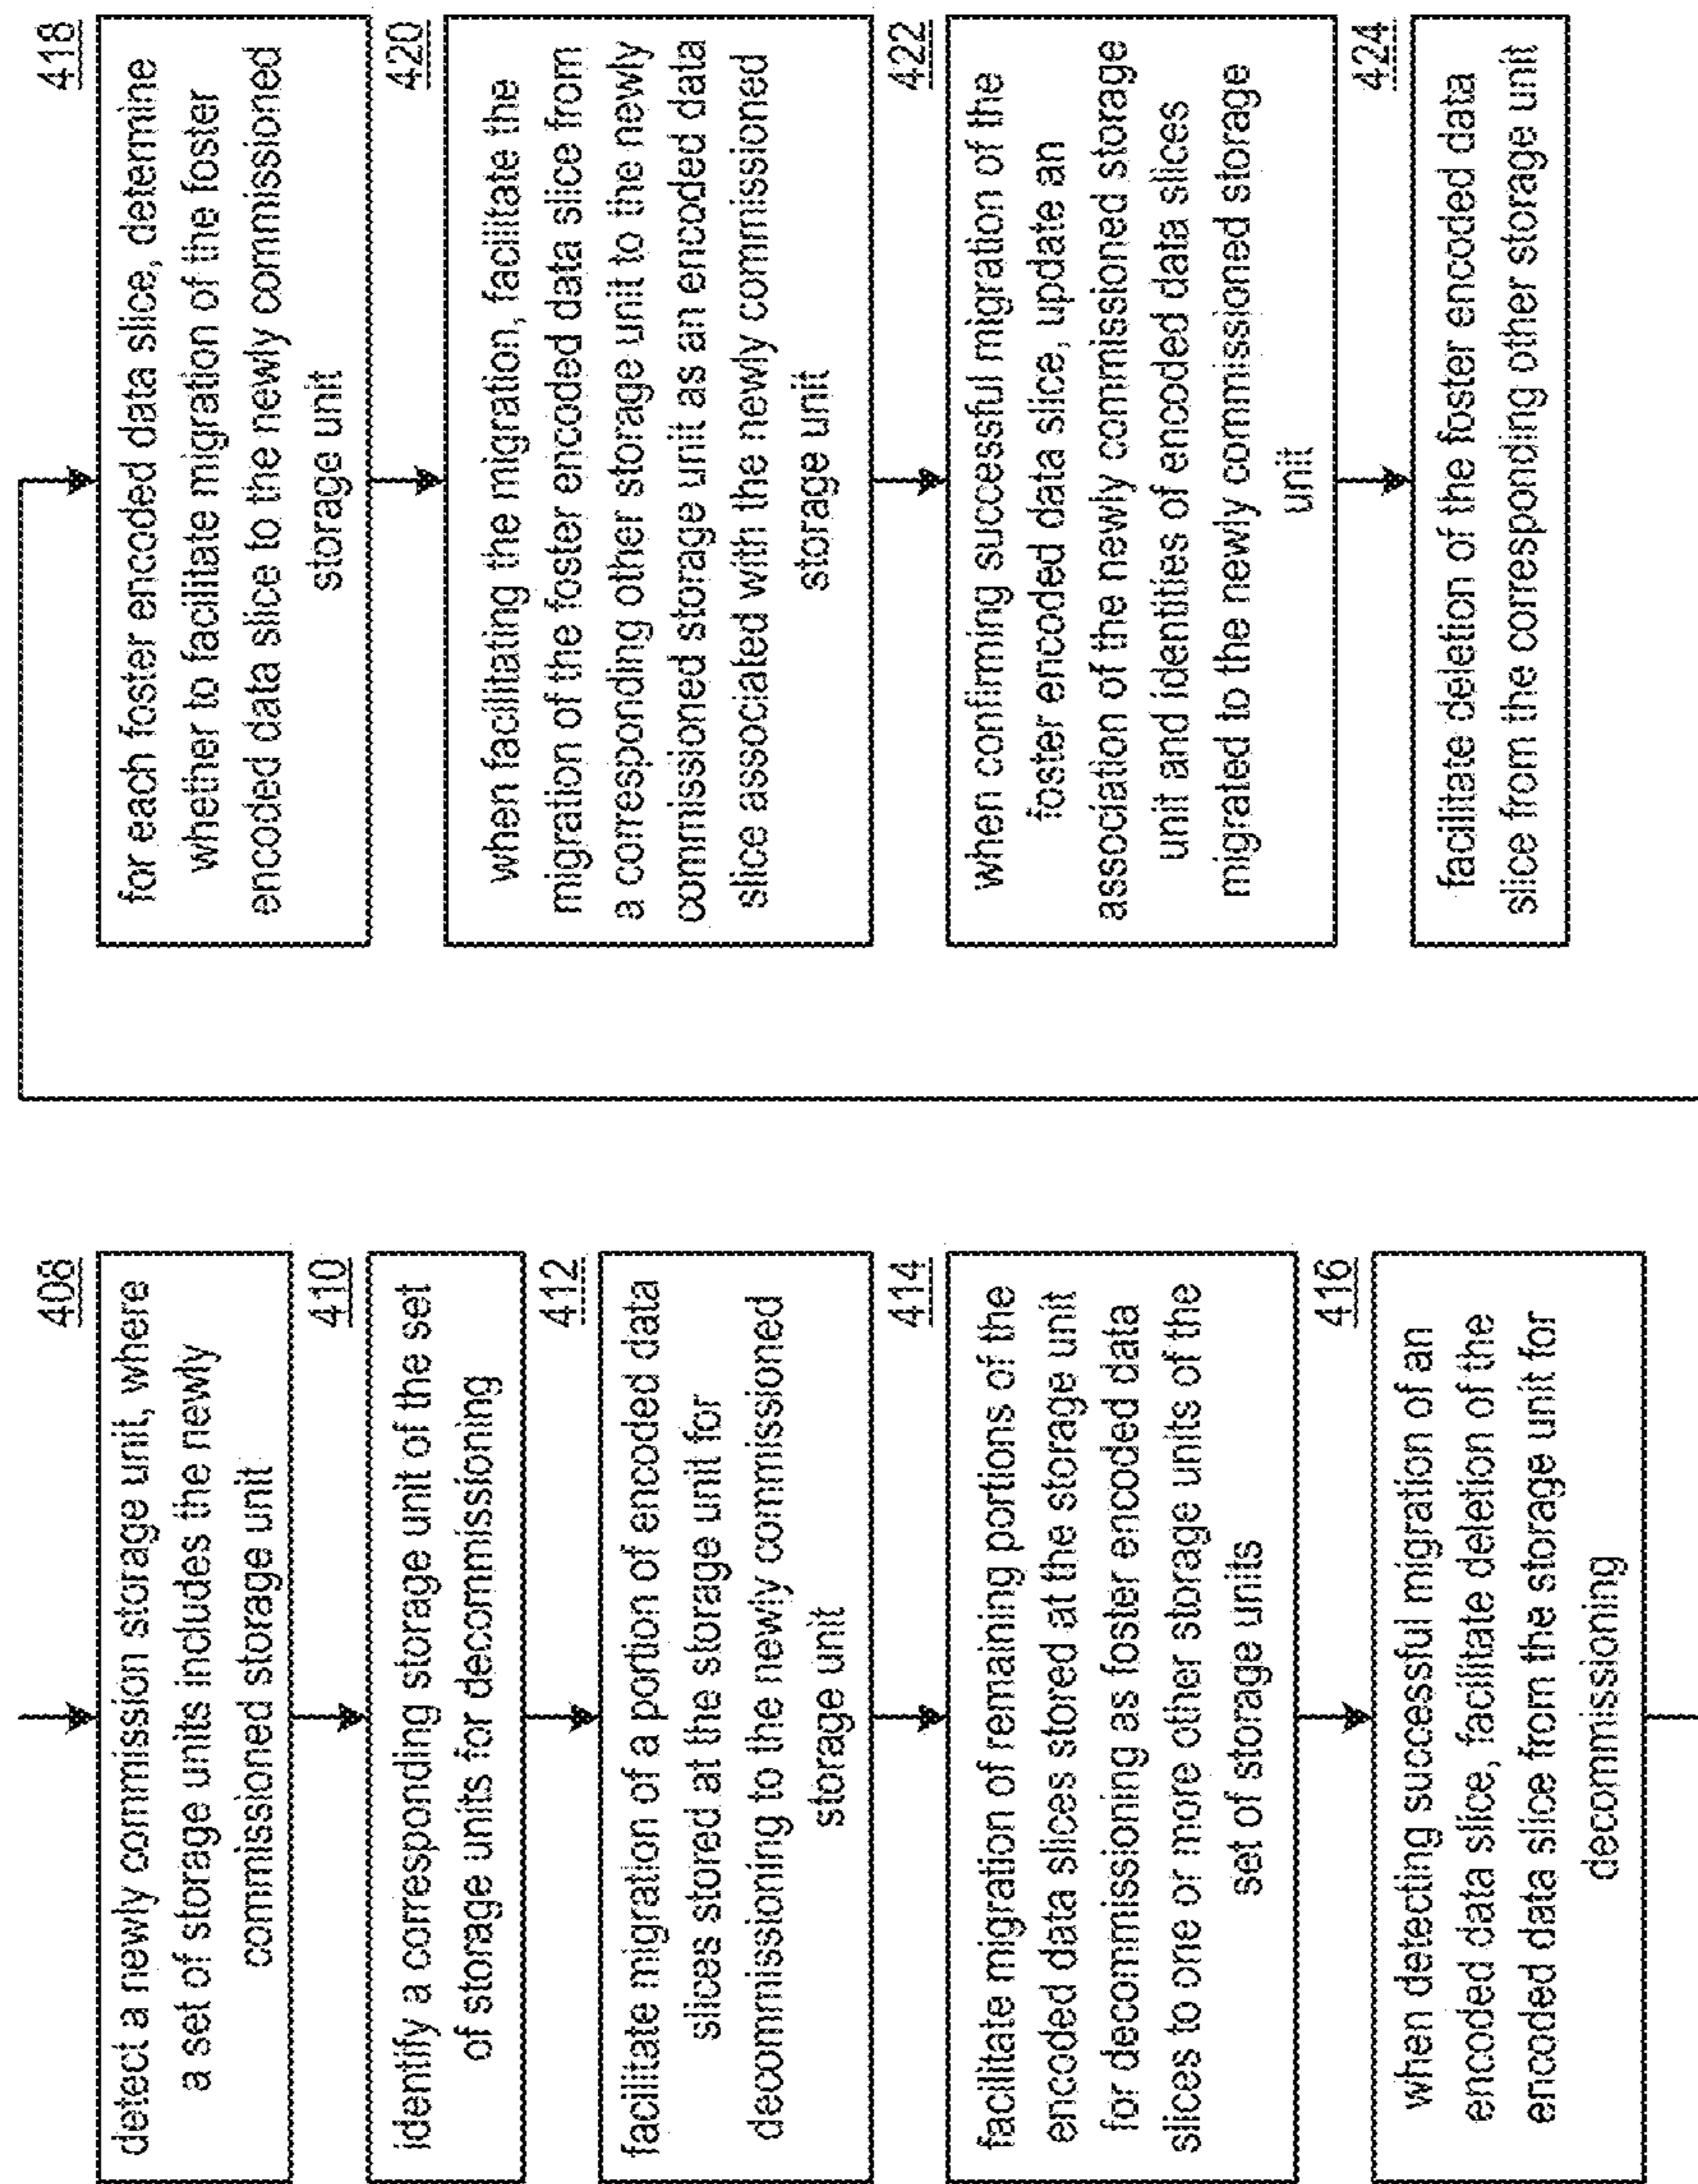 408
detect a newly commission storage unit, where
a set of storage units includes the newly
commissioned storage unit
410
identify a corresponding storage unit of the set
of storage units for decommissioning
412
facilitate migration of a portion of encoded data
slices stored at the storage unit for
decommissioning to the newly commissioned
storage unit
414
facilitate migration of remaining portions of the
encoded data slices stored at the storage unit
for decommissioning as foster encoded data
slices to one or more other storage units of the
set of storage units
416
when detecting successful migration of an
encoded data slice, facilitate deletion of the
encoded data slice from the storage unit for
decommissioning
418
for each foster encoded data slice, determine
whether to facilitate migration of the foster
encoded data slice to the newly commissioned
storage unit
420
when facilitating the migration, facilitate the
migration of the foster encoded data slice from
a corresponding other storage unit to the newly
commissioned storage unit as an encoded data
slice associated with the newly commissioned
storage unit
422
when confirming successful migration of the
foster encoded data slice, update an
association of the newly commissioned storage
unit and identities of encoded data slices
migrated to the newly commissioned storage
unit
424
facilitate deletion of the foster encoded data
slice from the corresponding other storage unit